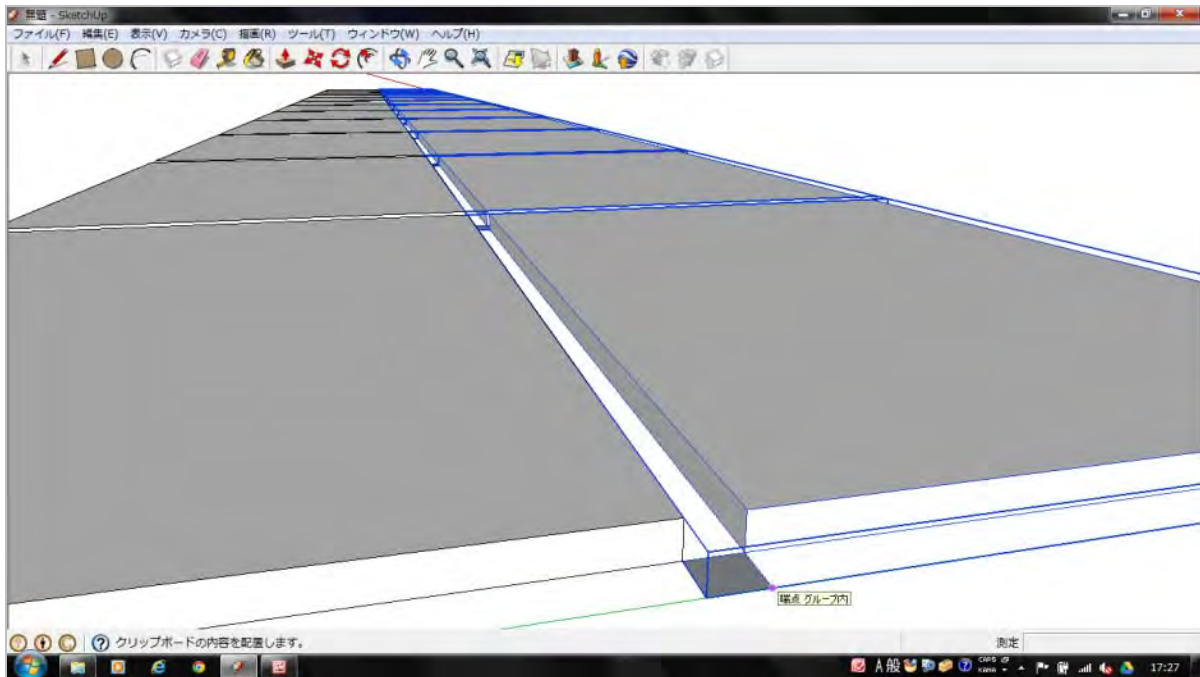 無題 - SketchUp
ファイル(F) 編集(E) 表示(V) カメラ(C) 描画(R) ツール(T) ウィンドウ(W) ヘルプ(H)
端点 グループ内
クリップボードの内容を配置します。
測定
A 般
CAPS
KANA
17:27